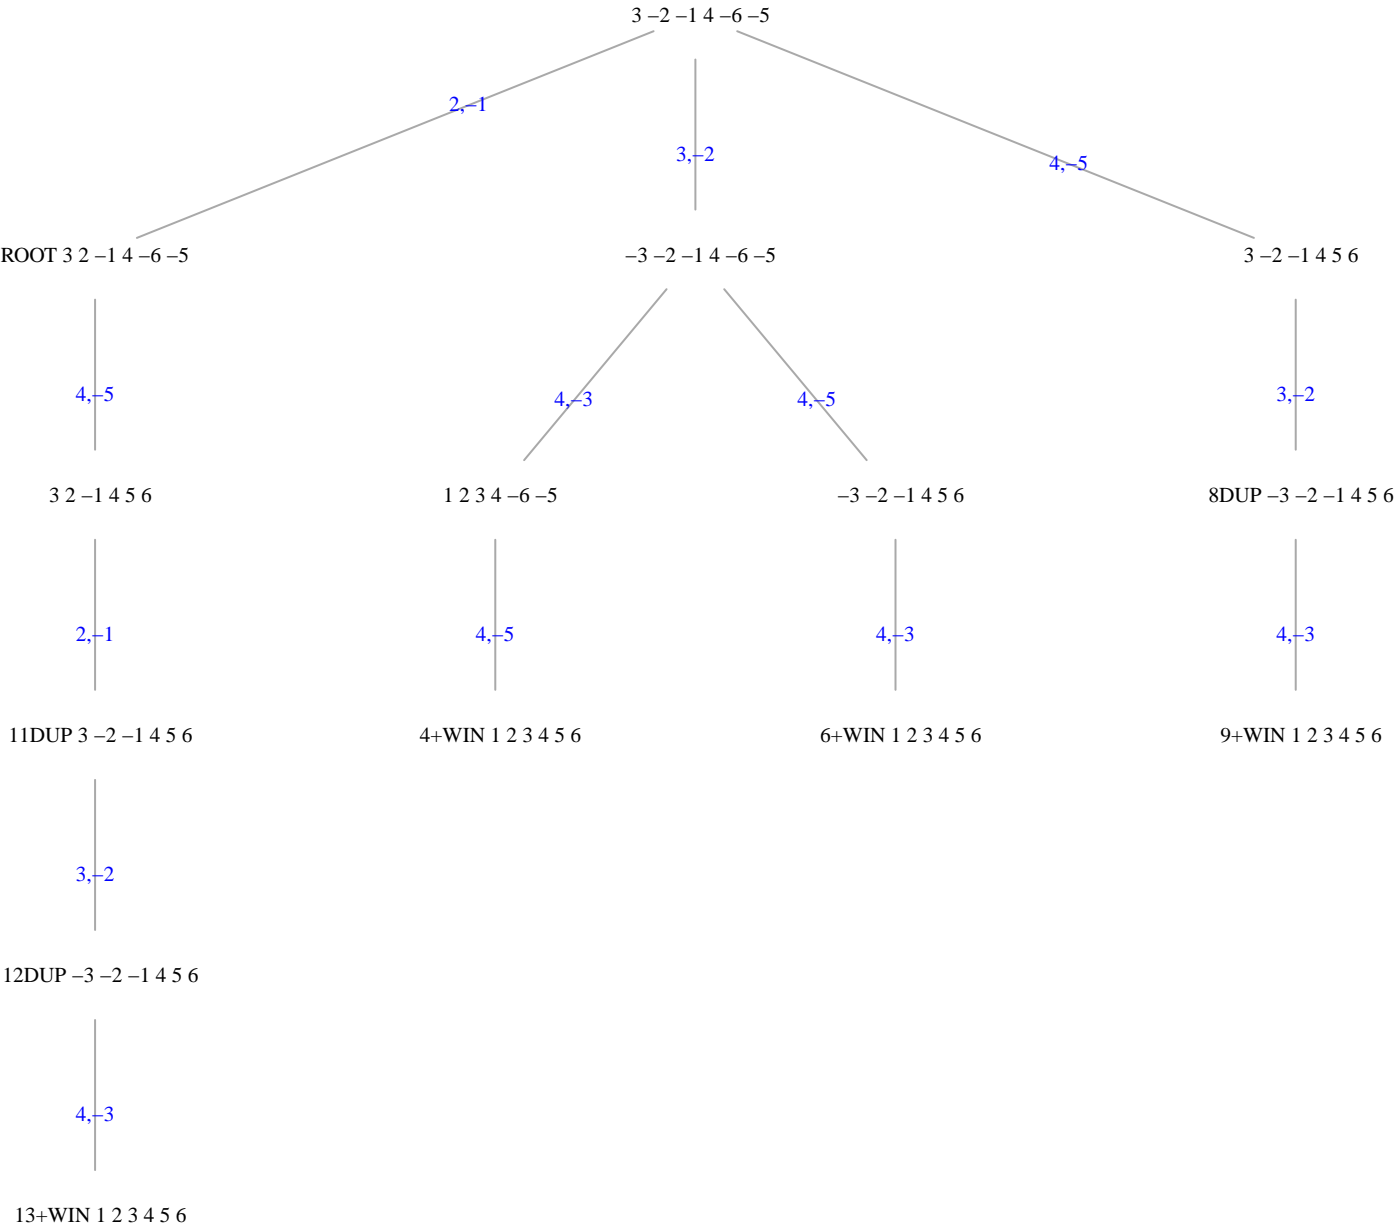 3 –2 –1 4 –6 –5
2,–1
3,–2
4,–5
ROOT 3 2 –1 4 –6 –5
–3 –2 –1 4 –6 –5
3 –2 –1 4 5 6
4,–5
4,–3
4,–5
3,–2
3 2 –1 4 5 6
1 2 3 4 –6 –5
–3 –2 –1 4 5 6
8DUP –3 –2 –1 4 5 6
2,–1
4,–5
4,–3
4,–3
11DUP 3 –2 –1 4 5 6
4+WIN 1 2 3 4 5 6
6+WIN 1 2 3 4 5 6
9+WIN 1 2 3 4 5 6
3,–2
12DUP –3 –2 –1 4 5 6
4,–3
13+WIN 1 2 3 4 5 6